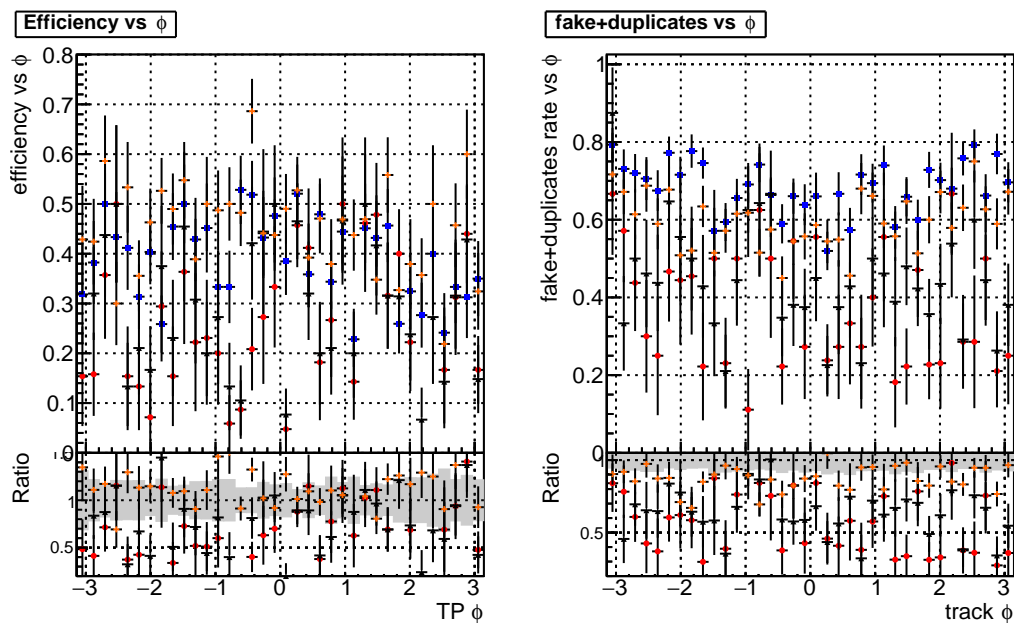 Efficiency vs ϕ
efficiency vs ϕ
0.8
0.7
0.6
0.5
0.4
0.3
0.2
0.1
0
Ratio
1
0.5
−3 −2 −1 0 1 2 3
TP ϕ
fake+duplicates vs ϕ
fake+duplicates rate vs ϕ
1
0.8
0.6
0.4
0.2
0
Ratio
0.5
−3 −2 −1 0 1 2 3
track ϕ